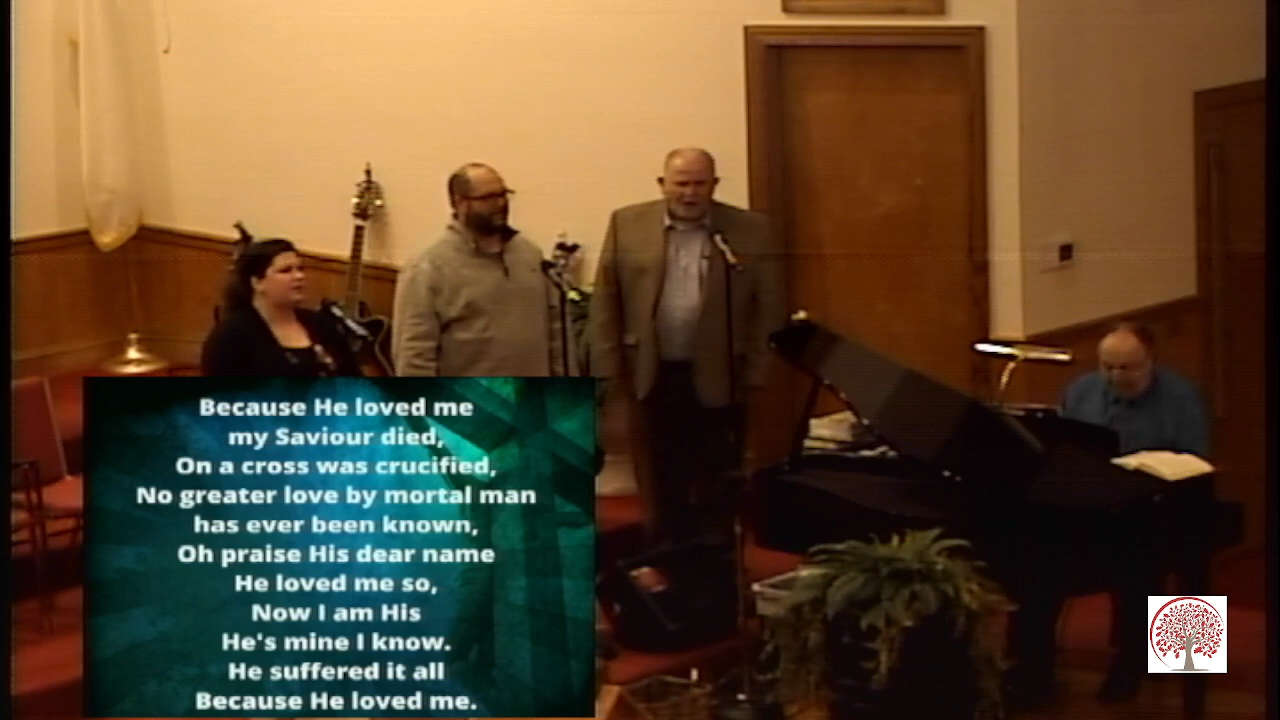 Because He loved me
my Saviour died,
On a cross was crucified,
No greater love by mortal man
has ever been known,
Oh praise His dear name
He loved me so,
Now I am His
He's mine I know.
He suffered it all
Because He loved me.